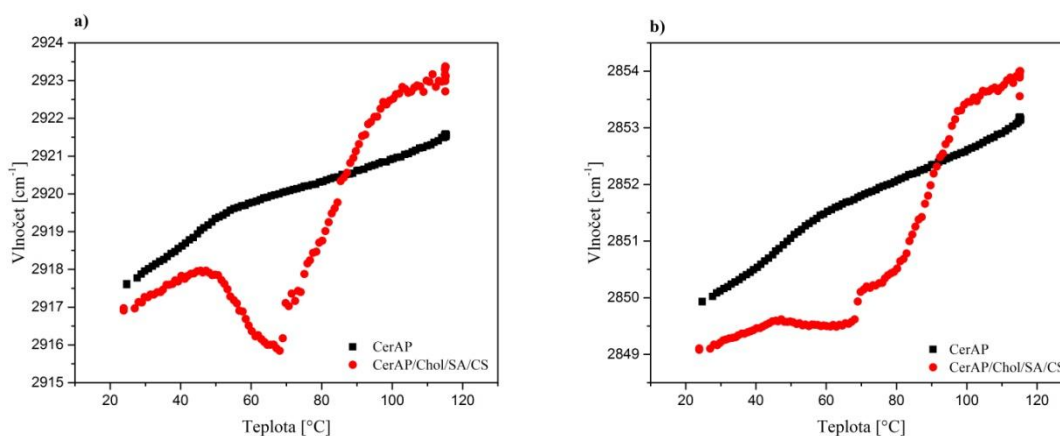 a)
Vlnočet [cm⁻¹]
2924
2923
2922
2921
2920
2919
2918
2917
2916
2915
20 40 60 80 100 120
Teplota [°C]
CerAP
CerAP/Chol/SA/CS
b)
Vlnočet [cm⁻¹]
2854
2853
2852
2851
2850
2849
20 40 60 80 100 120
Teplota [°C]
CerAP
CerAP/Chol/SA/CS